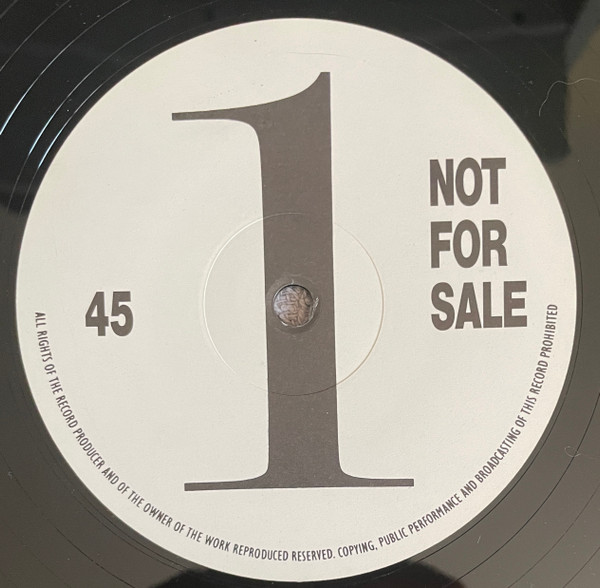 1
NOT
FOR
SALE
45
ALL RIGHTS OF THE RECORD PRODUCER AND OF THE OWNER OF THE WORK REPRODUCED RESERVED. COPYING, PUBLIC PERFORMANCE AND BROADCASTING OF THIS RECORD PROHIBITED